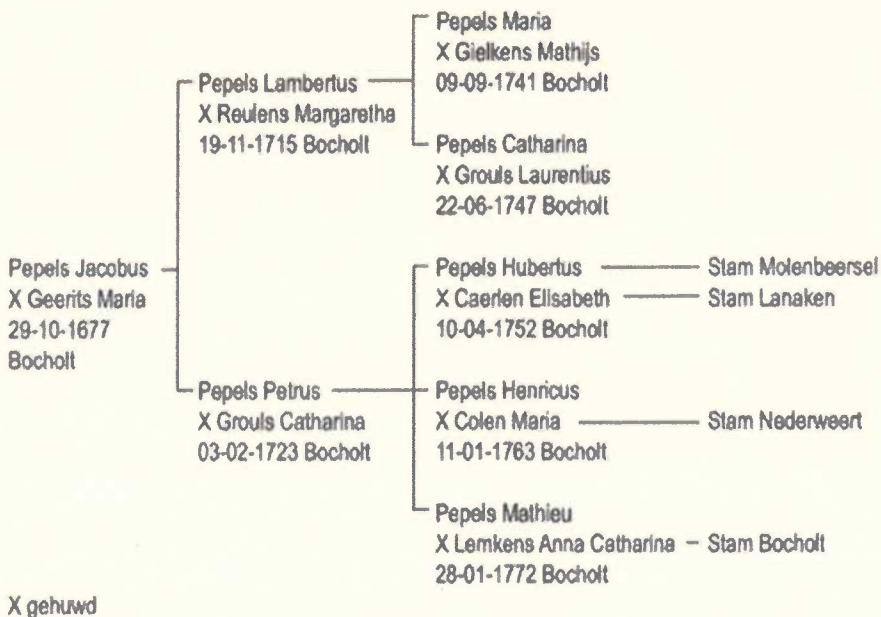 Pepels Jacobus
X Geerits Maria
29-10-1677
Bocholt
Pepels Lambertus
X Reulens Margaretha
19-11-1715 Bocholt
Pepels Maria
X Gielkens Mathijs
09-09-1741 Bocholt
Pepels Catharina
X Grouls Laurentius
22-06-1747 Bocholt
Pepels Petrus
X Grouls Catharina
03-02-1723 Bocholt
Pepels Hubertus
X Caerlen Elisabeth
10-04-1752 Bocholt
Stam Molenbeersel
Stam Lanaken
Pepels Henricus
X Colen Maria
11-01-1763 Bocholt
Stam Nederweert
Pepels Mathieu
X Lemkens Anna Catharina
28-01-1772 Bocholt
Stam Bocholt
X gehuwd